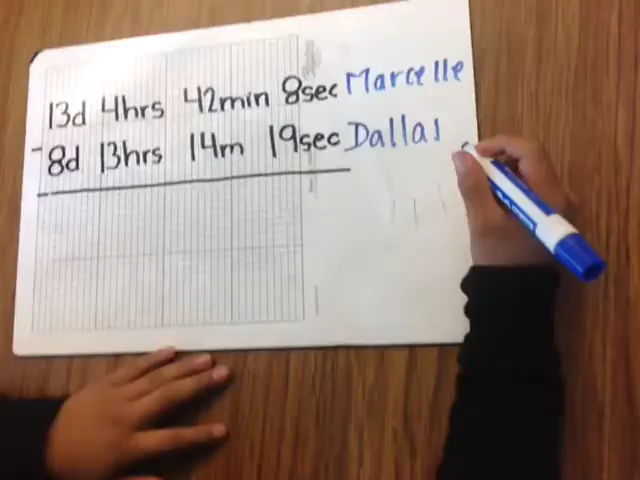 13d 4hrs 42min 8sec Marcelle
- 8d 13hrs 14m 19sec Dallas